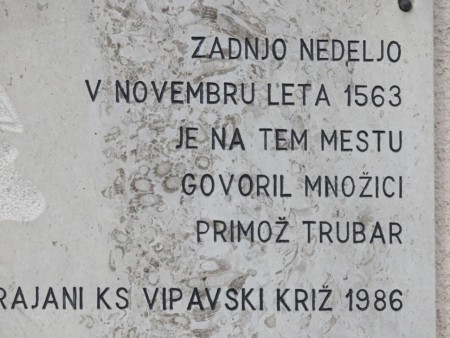 ZADNJO NEDELJO
V NOVEMBRU LETA 1563
JE NA TEM MESTU
GOVORIL MNOŽICI
PRIMOŽ TRUBAR
RAJANI KS VIPAVSKI KRIŽ 1986